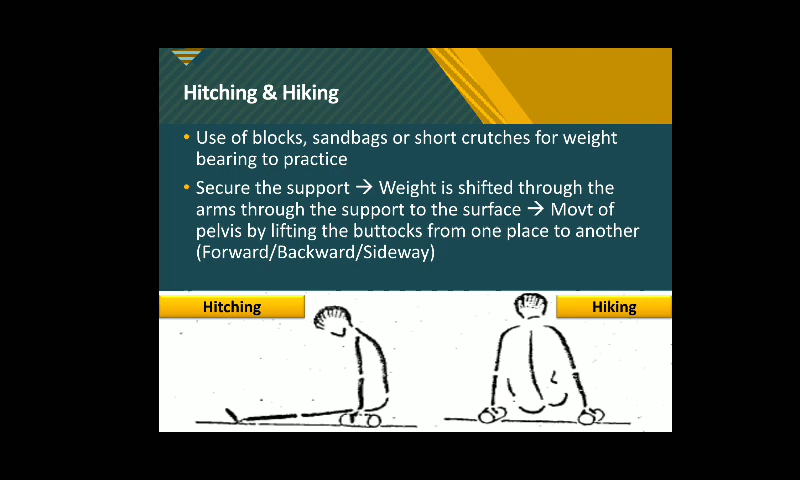 Hitching & Hiking
• Use of blocks, sandbags or short crutches for weight
bearing to practice
• Secure the support → Weight is shifted through the
arms through the support to the surface → Movt of
pelvis by lifting the buttocks from one place to another
(Forward/Backward/Sideway)
Hitching
Hiking